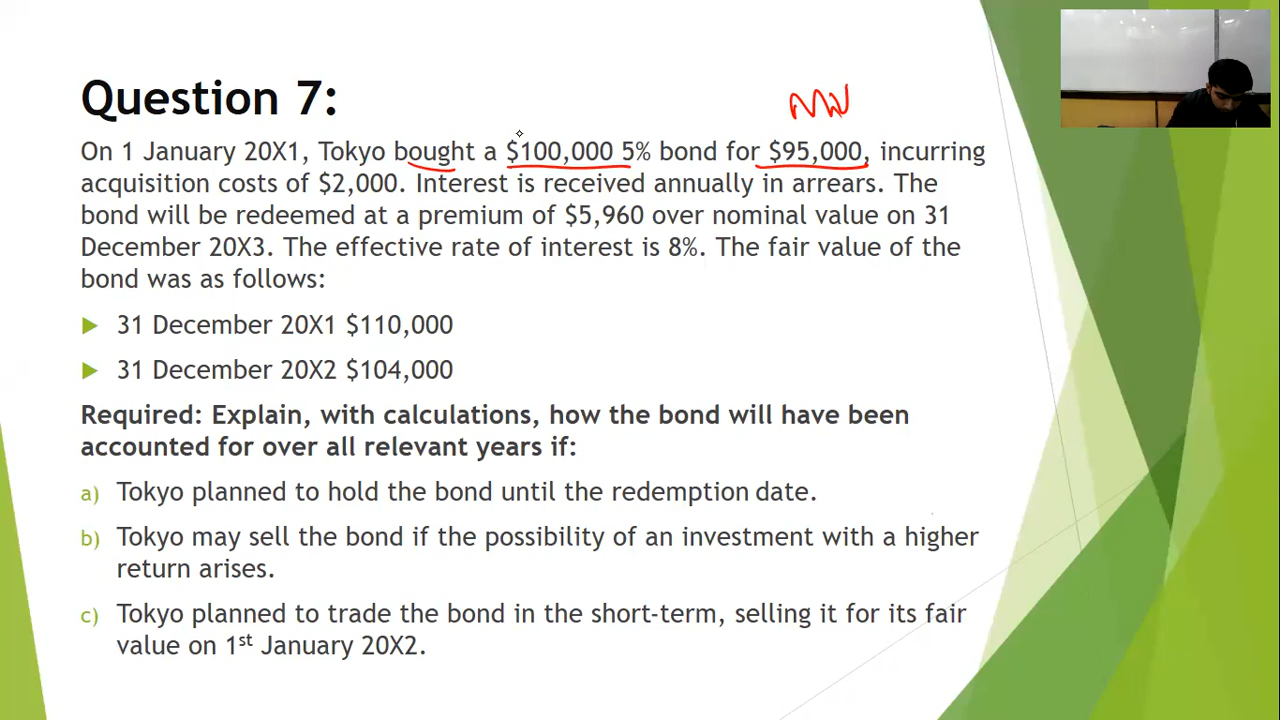 Question 7:
On 1 January 20X1, Tokyo bought a $100,000 5% bond for $95,000, incurring
acquisition costs of $2,000. Interest is received annually in arrears. The
bond will be redeemed at a premium of $5,960 over nominal value on 31
December 20X3. The effective rate of interest is 8%. The fair value of the
bond was as follows:
31 December 20X1 $110,000
31 December 20X2 $104,000
Required: Explain, with calculations, how the bond will have been
accounted for over all relevant years if:
a) Tokyo planned to hold the bond until the redemption date.
b) Tokyo may sell the bond if the possibility of an investment with a higher
return arises.
c) Tokyo planned to trade the bond in the short-term, selling it for its fair
value on 1st January 20X2.